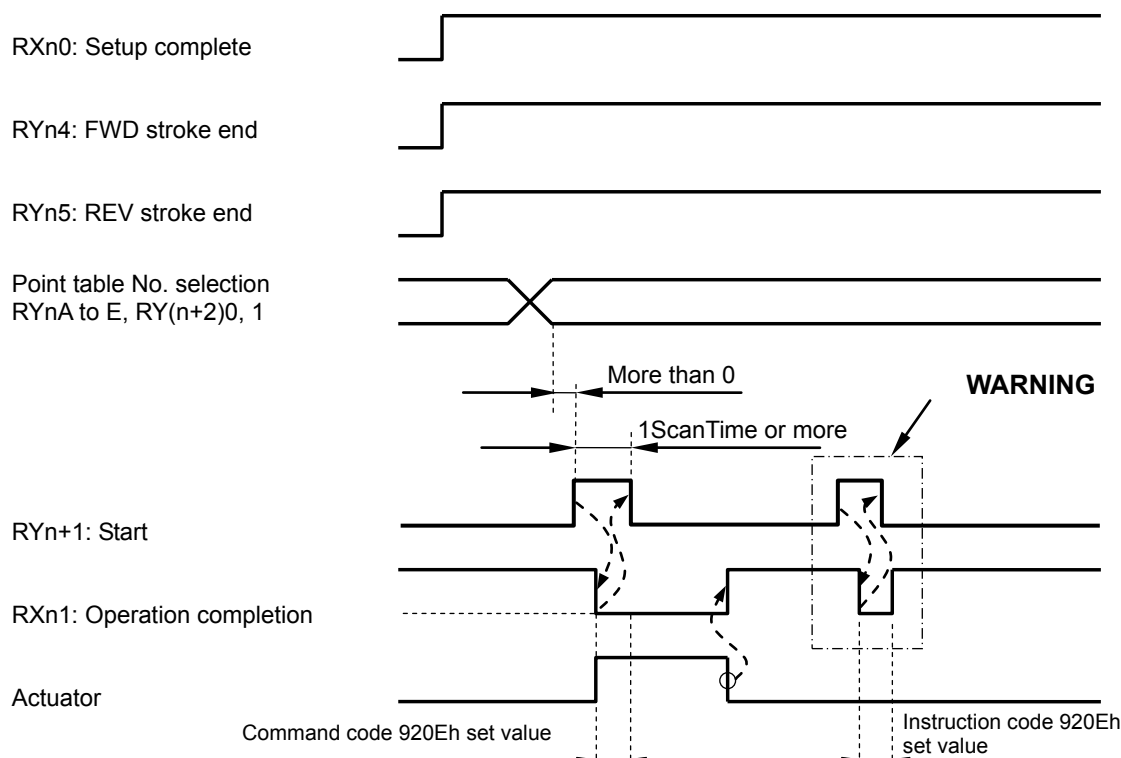 RXn0: Setup complete
RYn4: FWD stroke end
RYn5: REV stroke end
Point table No. selection
RYnA to E, RY(n+2)0, 1
More than 0
WARNING
1ScanTime or more
RYn+1: Start
RXn1: Operation completion
Actuator
Command code 920Eh set value
Instruction code 920Eh
set value